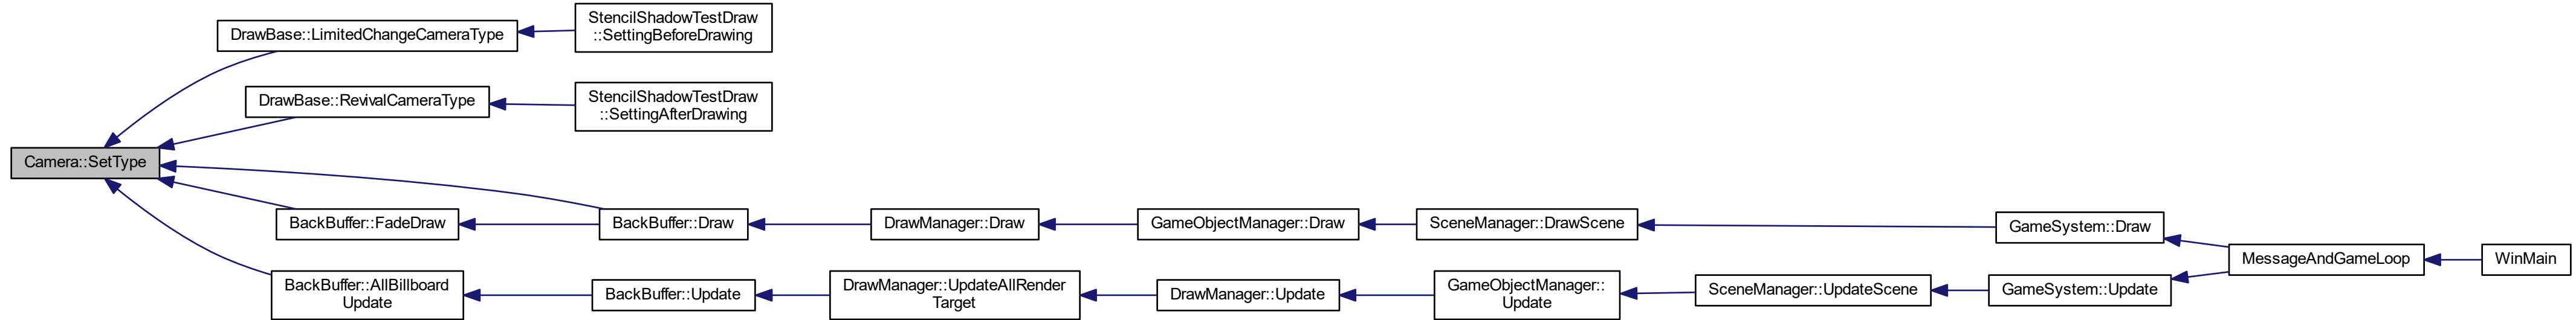 DrawBase::LimitedChangeCameraType
StencilShadowTestDraw
::SettingBeforeDrawing
DrawBase::RevivalCameraType
StencilShadowTestDraw
::SettingAfterDrawing
Camera::SetType
BackBuffer::FadeDraw
BackBuffer::Draw
DrawManager::Draw
GameObjectManager::Draw
SceneManager::DrawScene
GameSystem::Draw
MessageAndGameLoop
WinMain
BackBuffer::AllBillboard
Update
BackBuffer::Update
DrawManager::UpdateAllRender
Target
DrawManager::Update
GameObjectManager::
Update
SceneManager::UpdateScene
GameSystem::Update